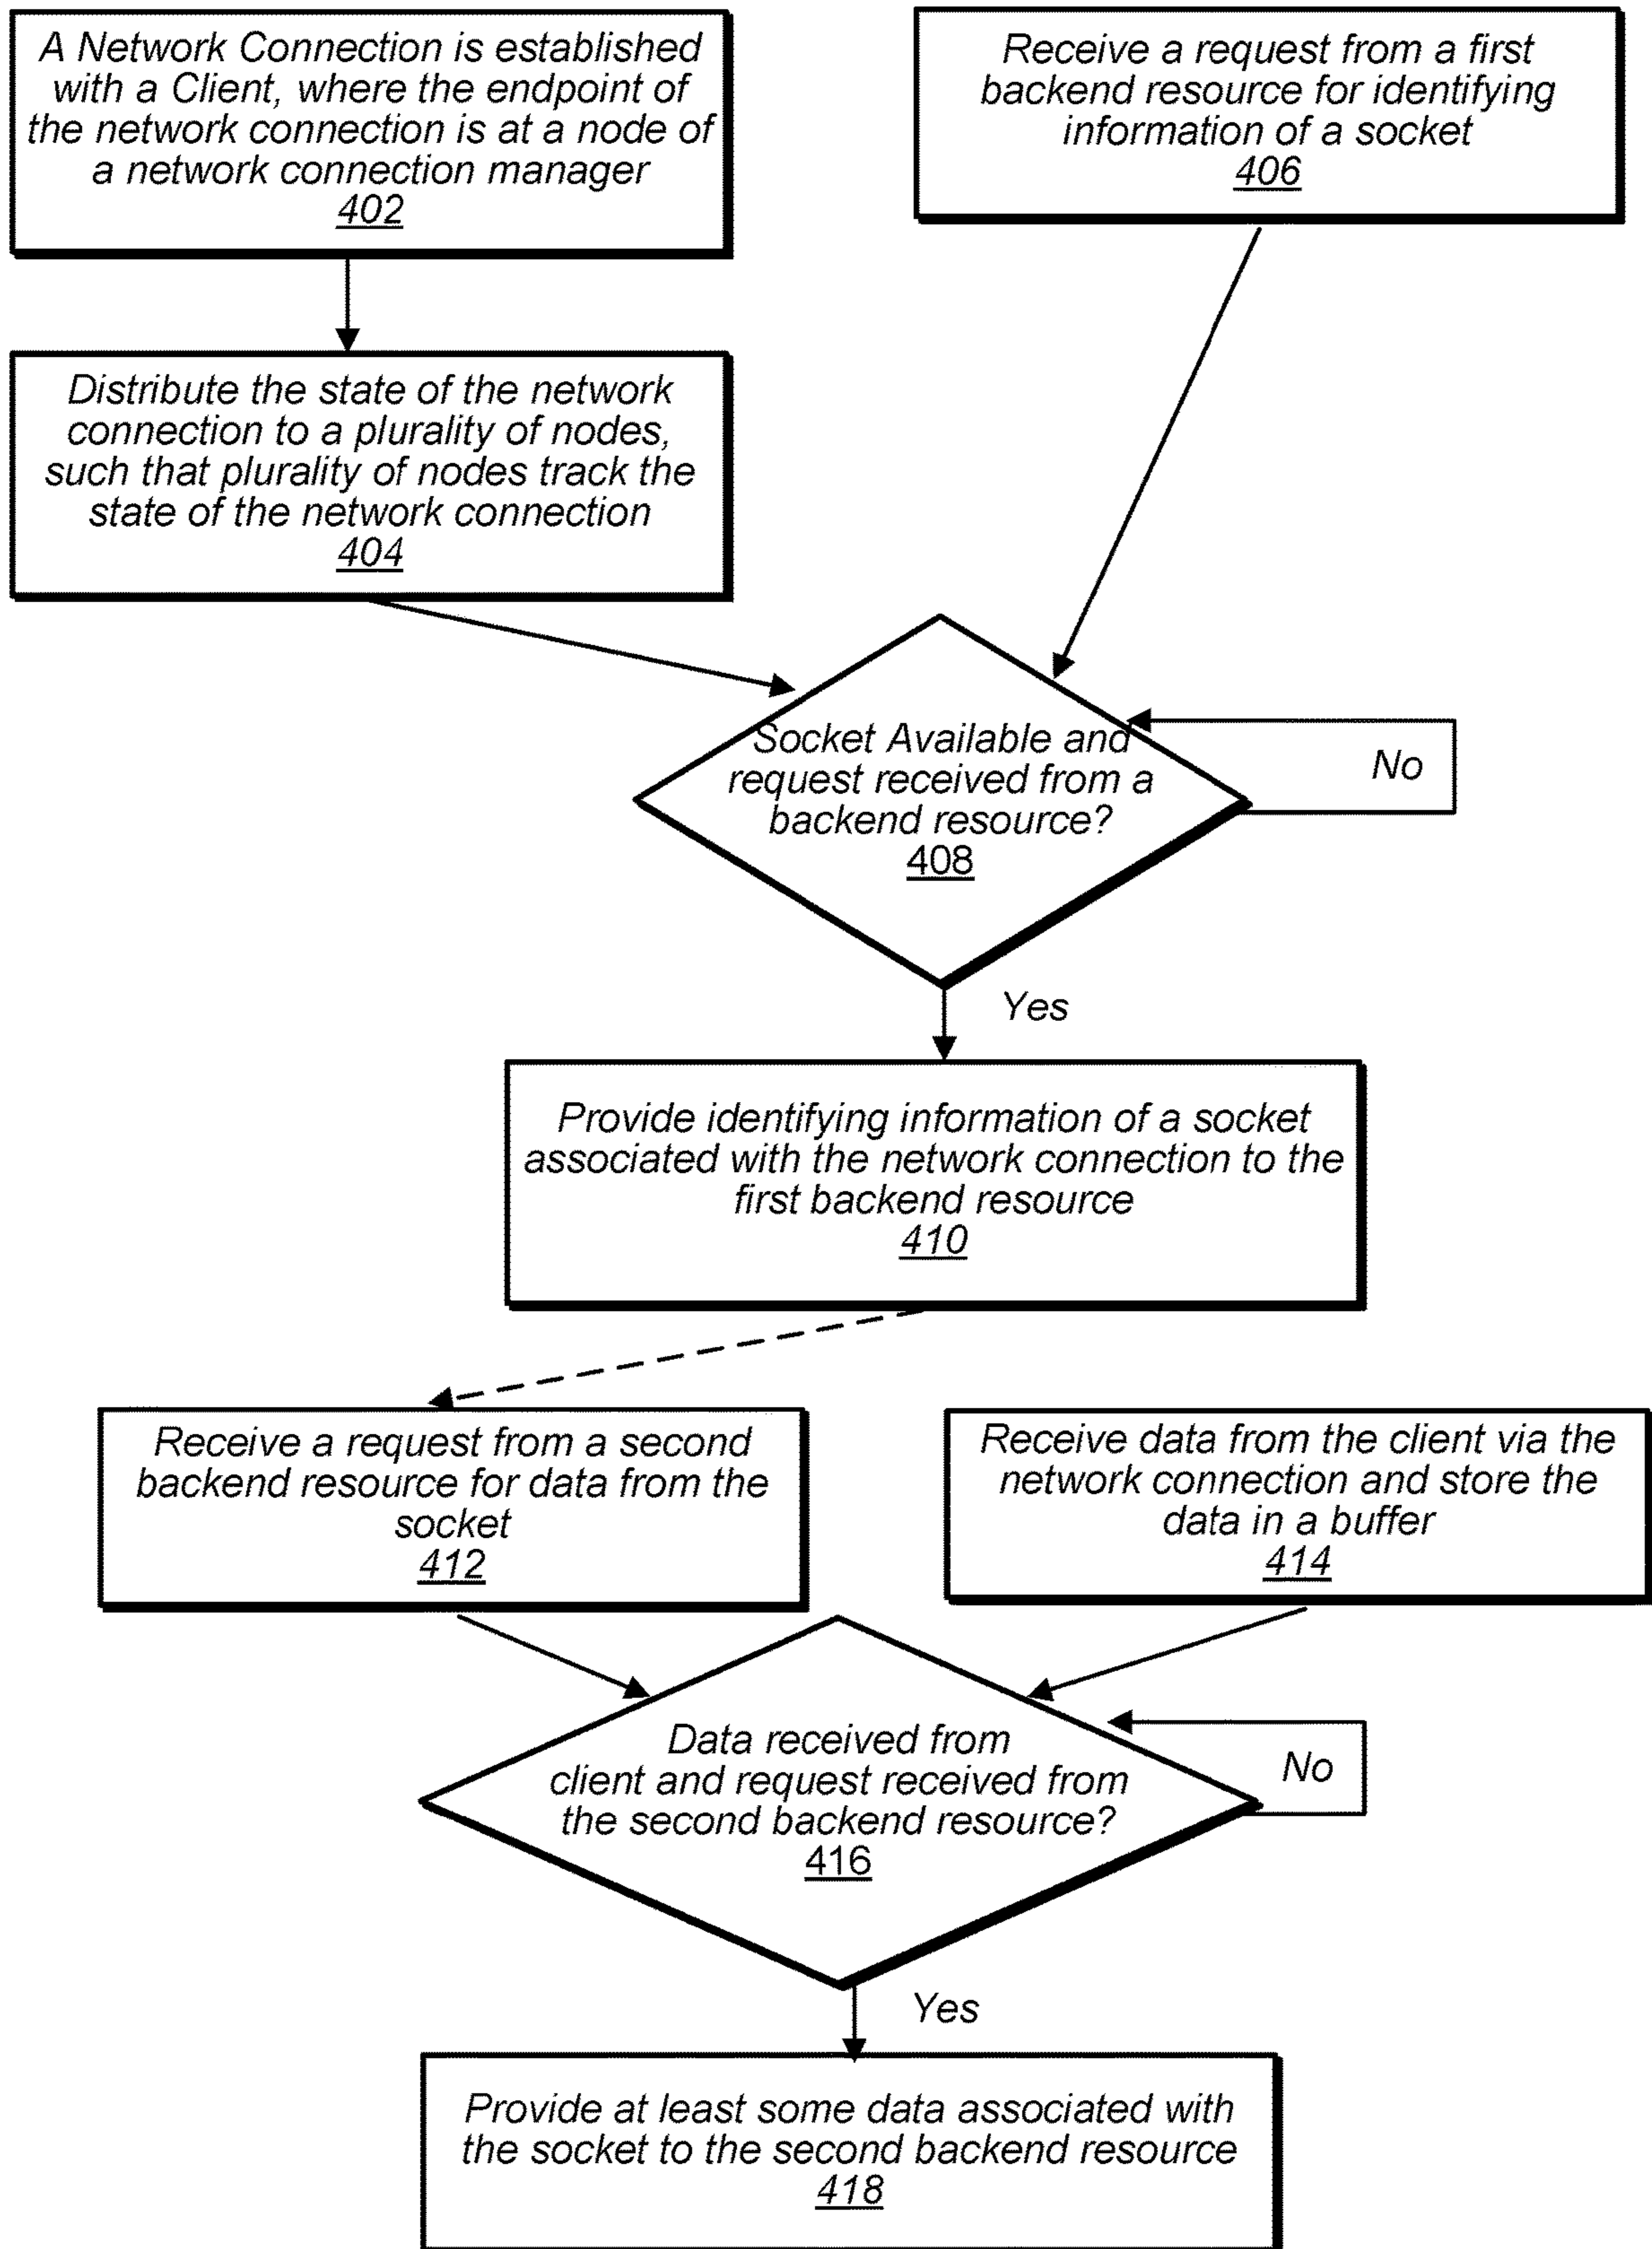 A Network Connection is established
with a Client, where the endpoint of
the network connection is at a node of
a network connection manager
402
Receive a request from a first
backend resource for identifying
information of a socket
406
Distribute the state of the network
connection to a plurality of nodes,
such that plurality of nodes track the
state of the network connection
404
Socket Available and
request received from a
backend resource?
408
No
Yes
Provide identifying information of a socket
associated with the network connection to the
first backend resource
410
Receive a request from a second
backend resource for data from the
socket
412
Receive data from the client via the
network connection and store the
data in a buffer
414
Data received from
client and request received from
the second backend resource?
416
No
Yes
Provide at least some data associated with
the socket to the second backend resource
418